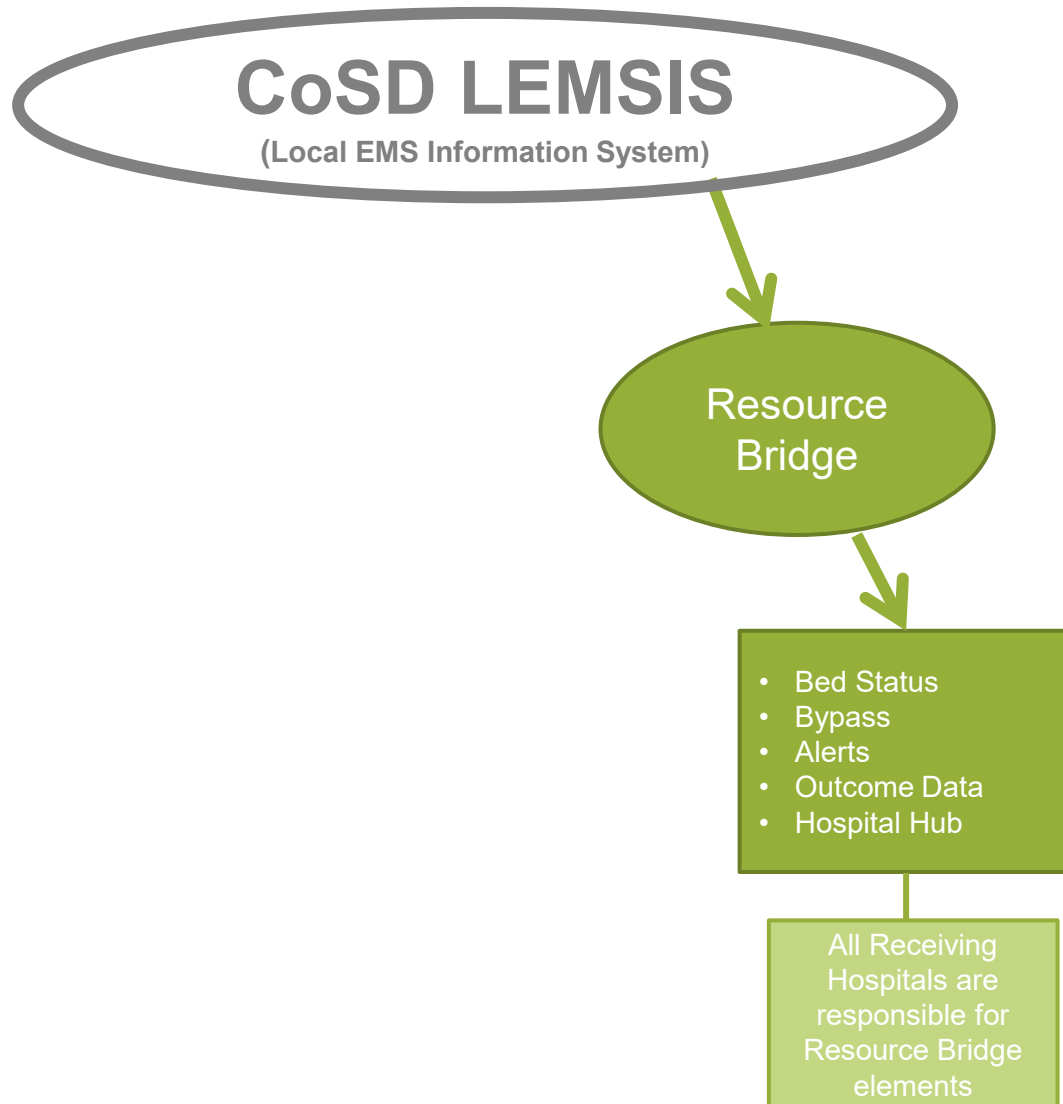 CoSD LEMSIS
(Local EMS Information System)
Resource
Bridge
• Bed Status
• Bypass
• Alerts
• Outcome Data
• Hospital Hub
All Receiving
Hospitals are
responsible for
Resource Bridge
elements